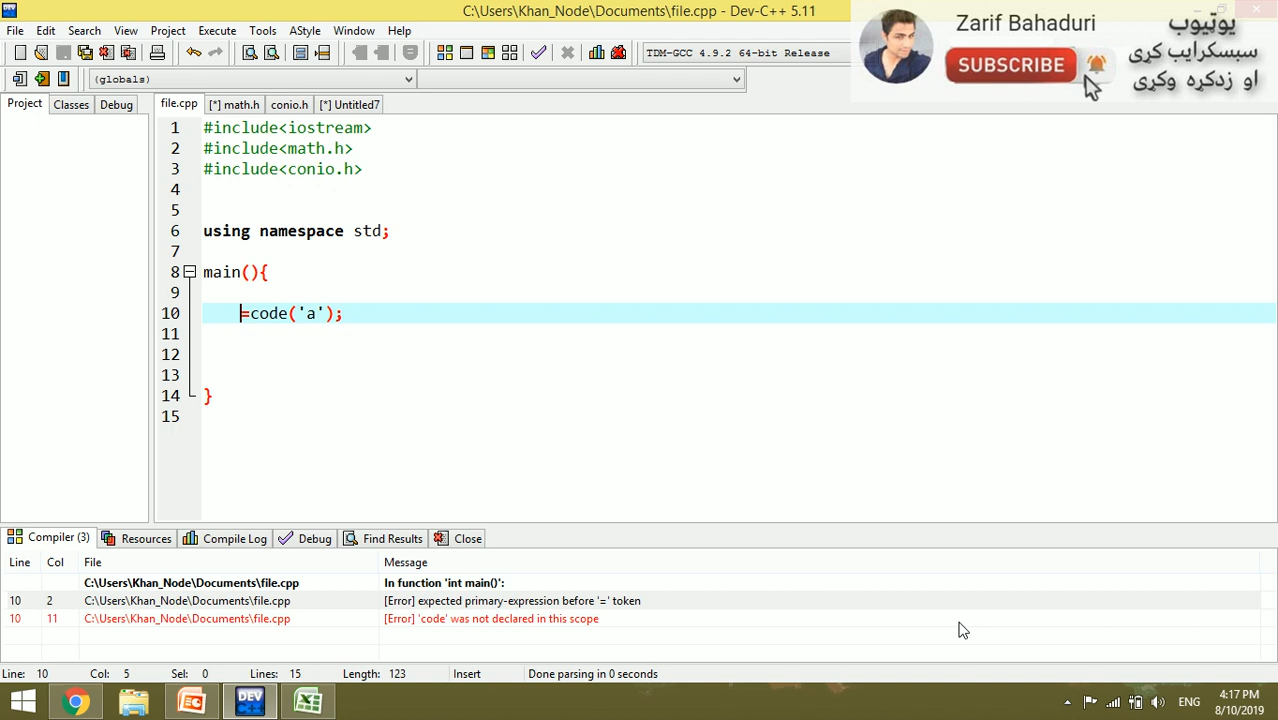 C:\Users\Khan_Node\Documents\file.cpp - Dev-C++ 5.11
File Edit Search View Project Execute Tools AStyle Window Help
TDM-GCC 4.9.2 64-bit Release
(globals)
Zarif Bahaduri
SUBSCRIBE
یوټیوب
سبسکرایب کړی
او زدکړه وکړی
Project Classes Debug
file.cpp [*] math.h conio.h [*] Untitled7
1 #include<iostream>
2 #include<math.h>
3 #include<conio.h>
4
5
6 using namespace std;
7
8 main(){
9
10 =code('a');
11
12
13
14 }
15
Compiler (3) Resources Compile Log Debug Find Results Close
Line Col File Message
C:\Users\Khan_Node\Documents\file.cpp In function 'int main()':
10 2 C:\Users\Khan_Node\Documents\file.cpp [Error] expected primary-expression before '=' token
10 11 C:\Users\Khan_Node\Documents\file.cpp [Error] 'code' was not declared in this scope
Line: 10 Col: 5 Sel: 0 Lines: 15 Length: 123 Insert Done parsing in 0 seconds
DEV
C++
ENG
4:17 PM
8/10/2019